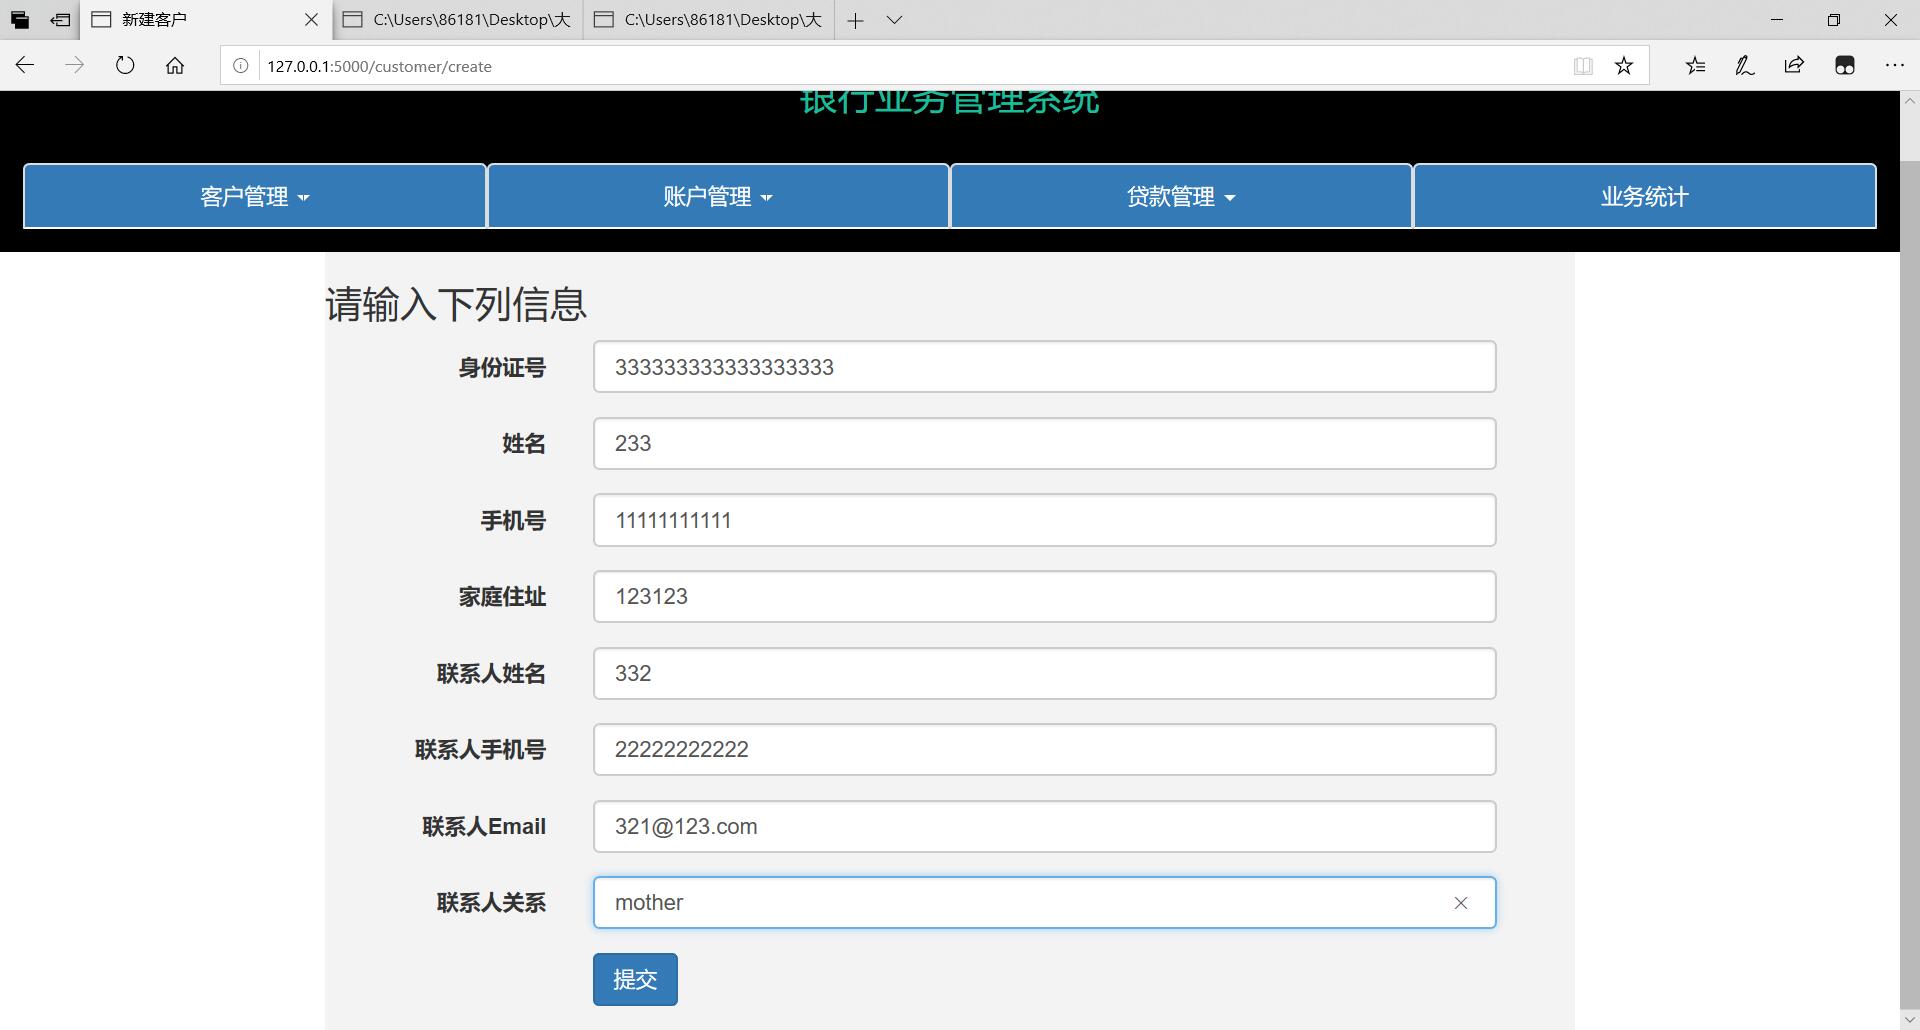 新建客户
C:\Users\86181\Desktop\大
C:\Users\86181\Desktop\大
127.0.0.1:5000/customer/create
银行业务管理系统
客户管理
账户管理
贷款管理
业务统计
请输入下列信息
身份证号 333333333333333333
姓名 233
手机号 11111111111
家庭住址 123123
联系人姓名 332
联系人手机号 22222222222
联系人Email 321@123.com
联系人关系 mother
提交